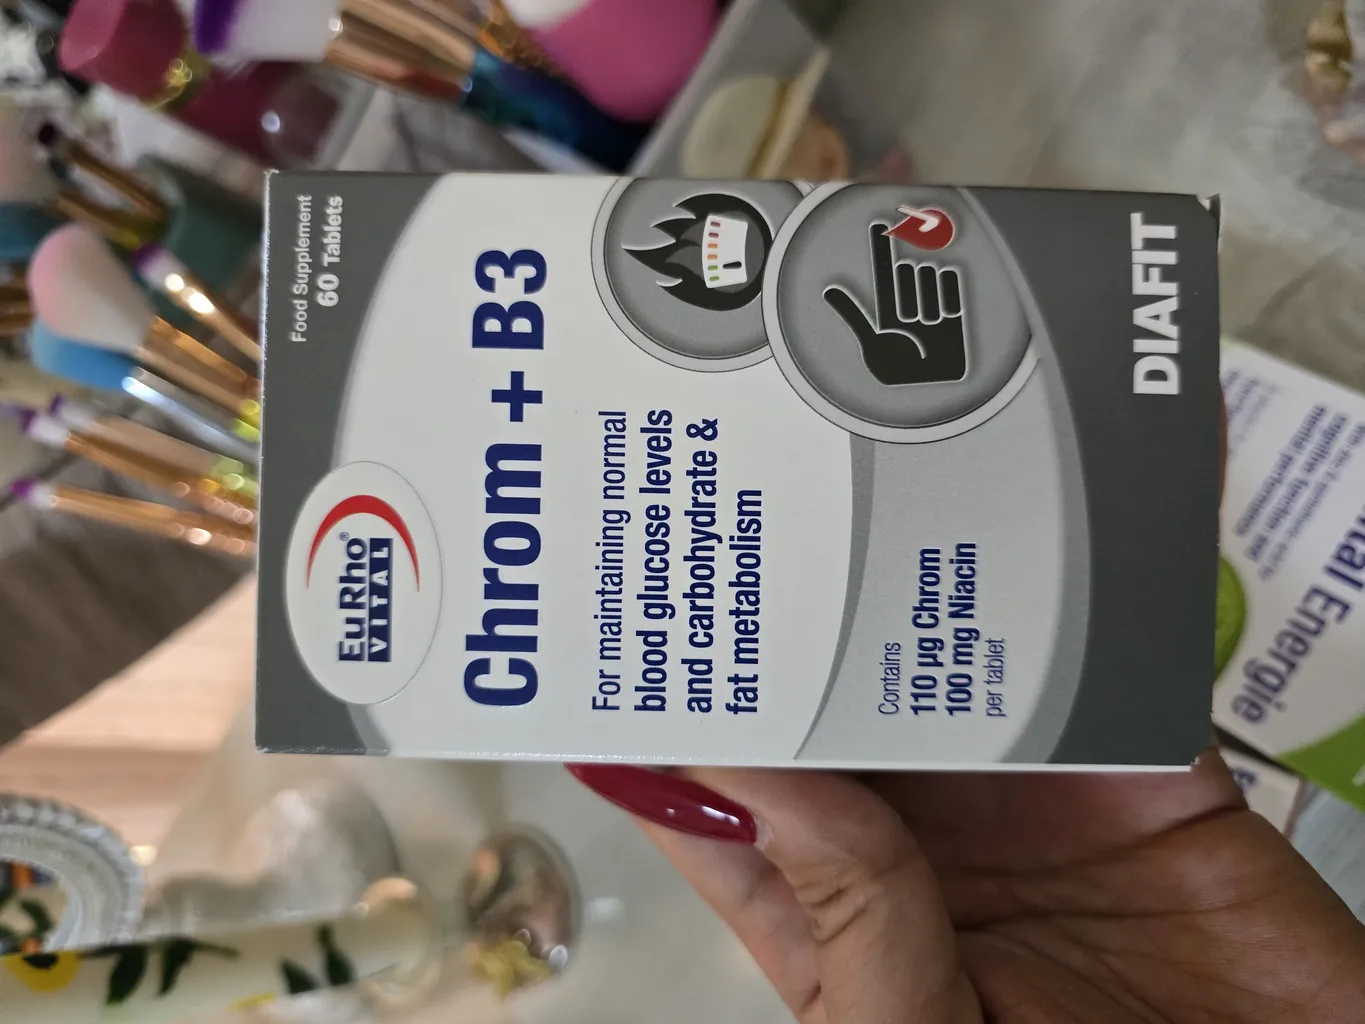 Food Supplement
60 Tablets
EuRho®
VITAL
Chrom + B3
For maintaining normal
blood glucose levels
and carbohydrate &
fat metabolism
Contains
110 µg Chrom
100 mg Niacin
per tablet
DIAFIT
tal Energie